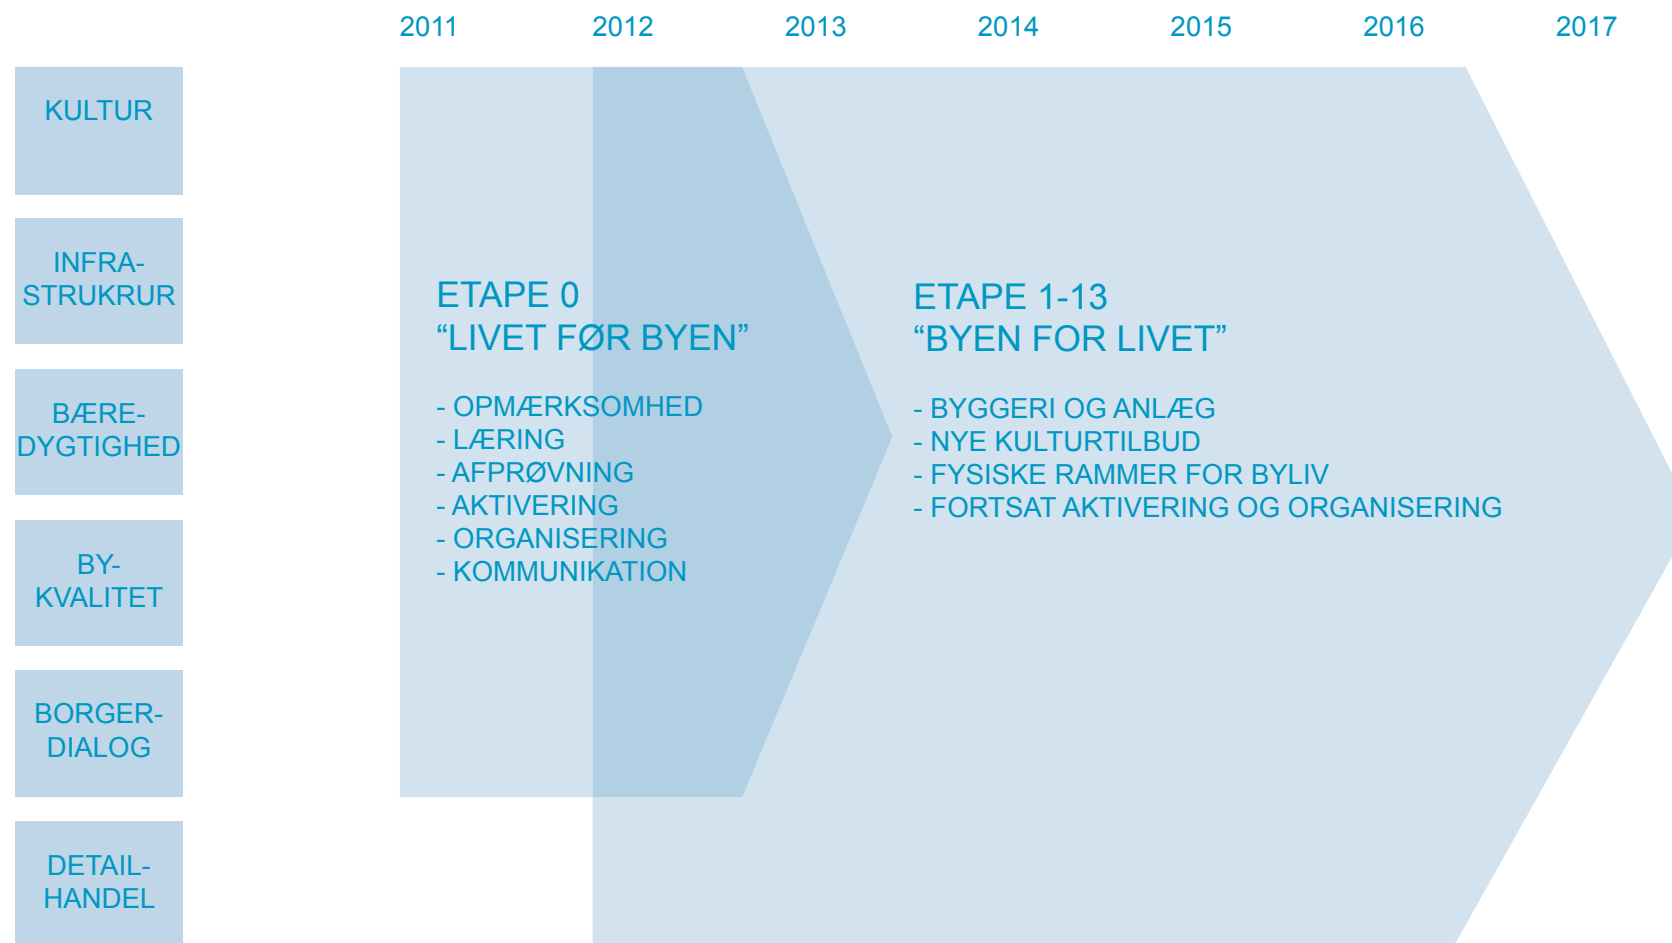 2011 2012 2013 2014 2015 2016 2017
KULTUR
INFRA-
STRUKRUR
BÆRE-
DYGTIGHED
BY-
KVALITET
BORGER-
DIALOG
DETAIL-
HANDEL
ETAPE 0
“LIVET FØR BYEN”
- OPMÆRKSOMHED
- LÆRING
- AFPRØVNING
- AKTIVERING
- ORGANISERING
- KOMMUNIKATION
ETAPE 1-13
“BYEN FOR LIVET”
- BYGGERI OG ANLÆG
- NYE KULTURTILBUD
- FYSISKE RAMMER FOR BYLIV
- FORTSAT AKTIVERING OG ORGANISERING